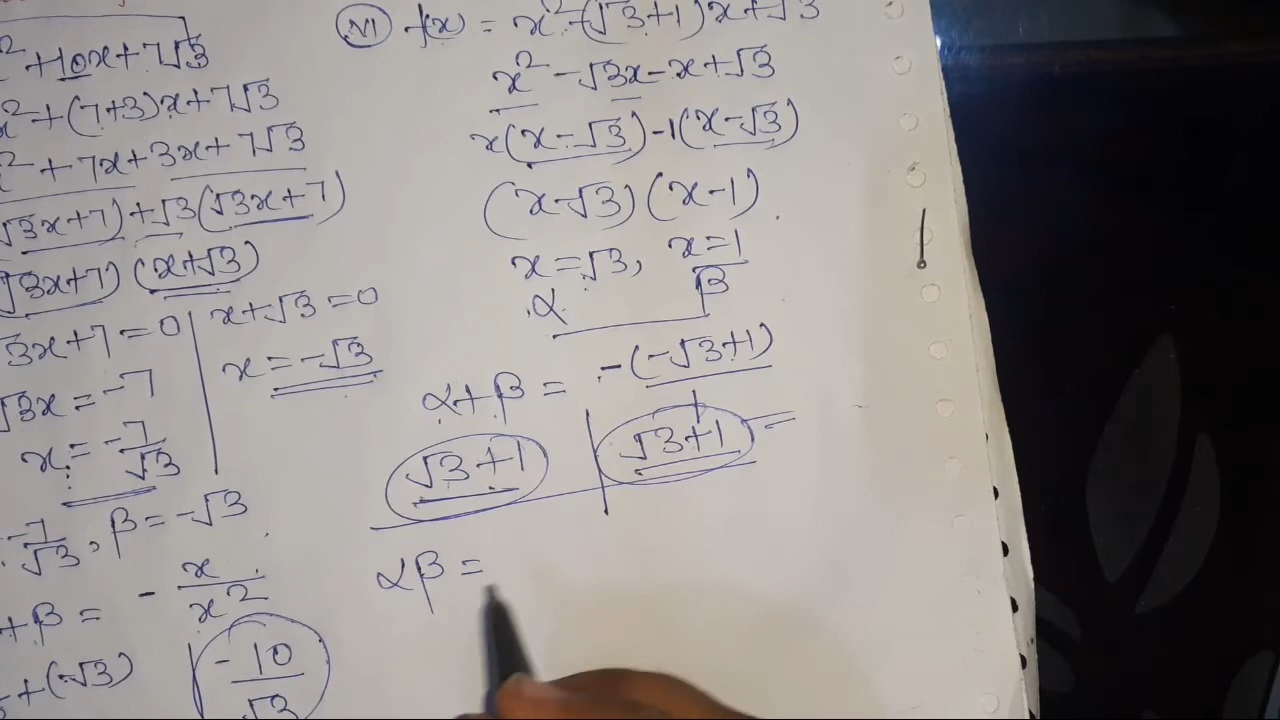 ² + 10x + 7√3
x² + (7+3)x + 7√3
² + 7x + 3x + 7√3
√3x+7) + √3(√3x+7)
√3x+7) (x+√3)
3x+7 = 0 | x+√3 = 0
√3x = -7
x = -√3
x = -7/√3
-7/√3, β = -√3
+ β = - x/x²
+ (-√3) | -10/√3
(VI) f(x) = x² - (√3+1)x + √3
x² - √3x - x + √3
x(x-√3) - 1(x-√3)
(x-√3) (x-1)
x = √3, x = 1
α β
α + β = -(-√3+1)/1
√3+1 | √3+1 =
αβ =